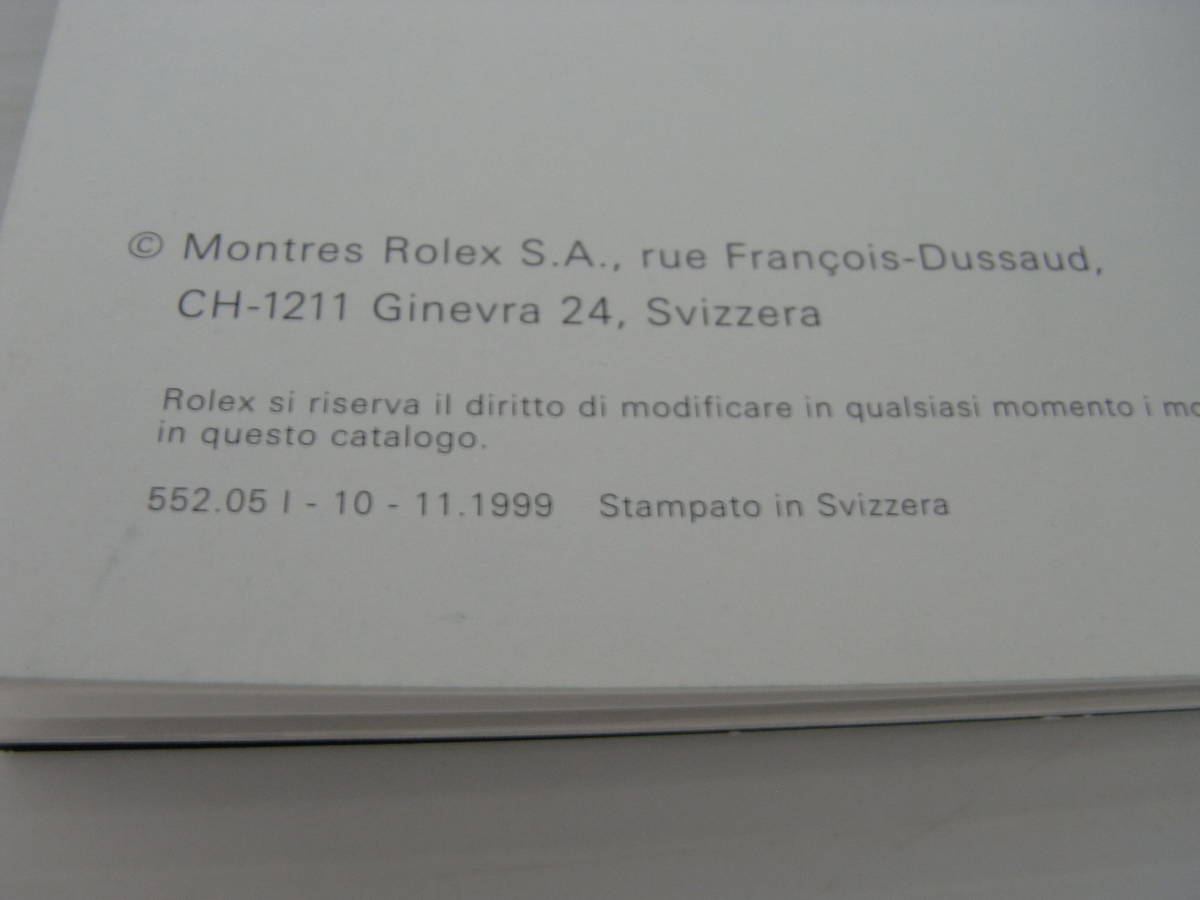 © Montres Rolex S.A., rue François-Dussaud,
CH-1211 Ginevra 24, Svizzera
Rolex si riserva il diritto di modificare in qualsiasi momento i
in questo catalogo.
552.05 I - 10 - 11.1999 Stampato in Svizzera